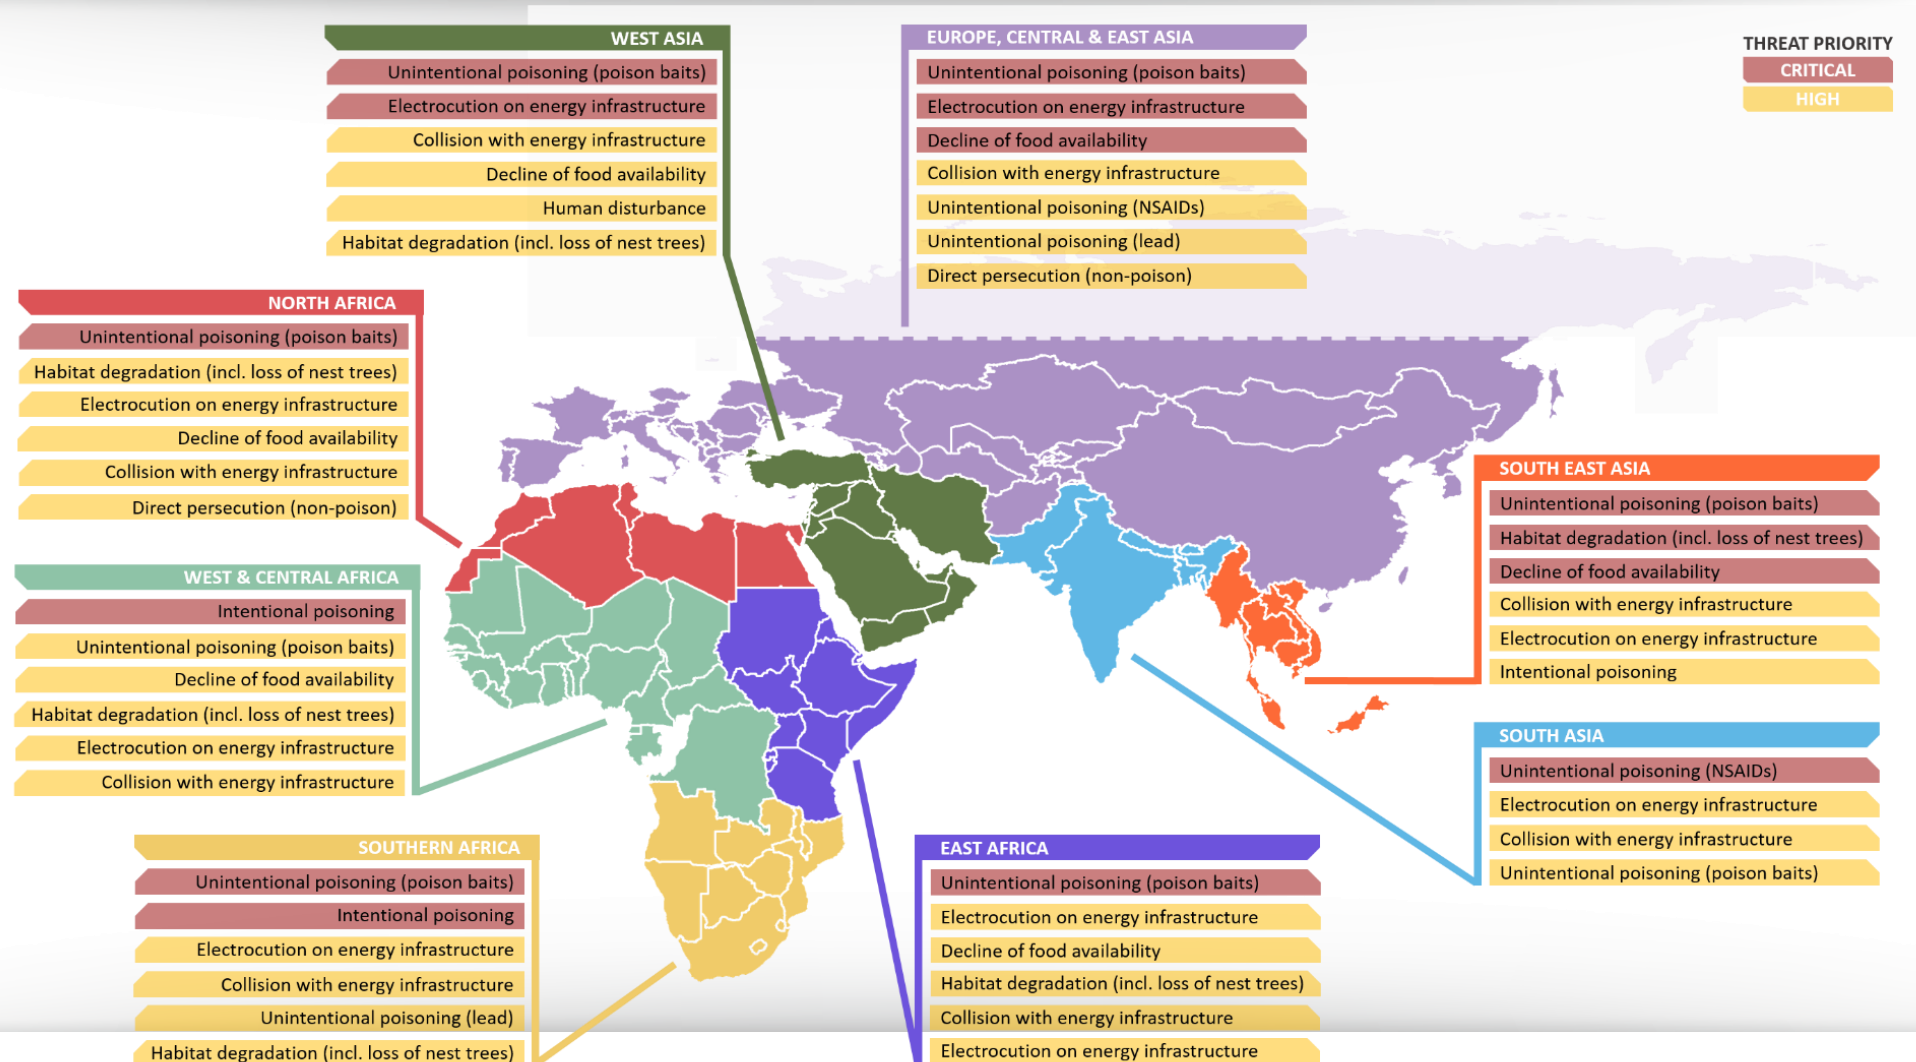 WEST ASIA
Unintentional poisoning (poison baits)
Electrocution on energy infrastructure
Collision with energy infrastructure
Decline of food availability
Human disturbance
Habitat degradation (incl. loss of nest trees)
EUROPE, CENTRAL & EAST ASIA
Unintentional poisoning (poison baits)
Electrocution on energy infrastructure
Decline of food availability
Collision with energy infrastructure
Unintentional poisoning (NSAIDs)
Unintentional poisoning (lead)
Direct persecution (non-poison)
THREAT PRIORITY
CRITICAL
HIGH
NORTH AFRICA
Unintentional poisoning (poison baits)
Habitat degradation (incl. loss of nest trees)
Electrocution on energy infrastructure
Decline of food availability
Collision with energy infrastructure
Direct persecution (non-poison)
SOUTH EAST ASIA
Unintentional poisoning (poison baits)
Habitat degradation (incl. loss of nest trees)
Decline of food availability
Collision with energy infrastructure
Electrocution on energy infrastructure
Intentional poisoning
WEST & CENTRAL AFRICA
Intentional poisoning
Unintentional poisoning (poison baits)
Decline of food availability
Habitat degradation (incl. loss of nest trees)
Electrocution on energy infrastructure
Collision with energy infrastructure
SOUTH ASIA
Unintentional poisoning (NSAIDs)
Electrocution on energy infrastructure
Collision with energy infrastructure
Unintentional poisoning (poison baits)
SOUTHERN AFRICA
Unintentional poisoning (poison baits)
Intentional poisoning
Electrocution on energy infrastructure
Collision with energy infrastructure
Unintentional poisoning (lead)
Habitat degradation (incl. loss of nest trees)
EAST AFRICA
Unintentional poisoning (poison baits)
Electrocution on energy infrastructure
Decline of food availability
Habitat degradation (incl. loss of nest trees)
Collision with energy infrastructure
Electrocution on energy infrastructure